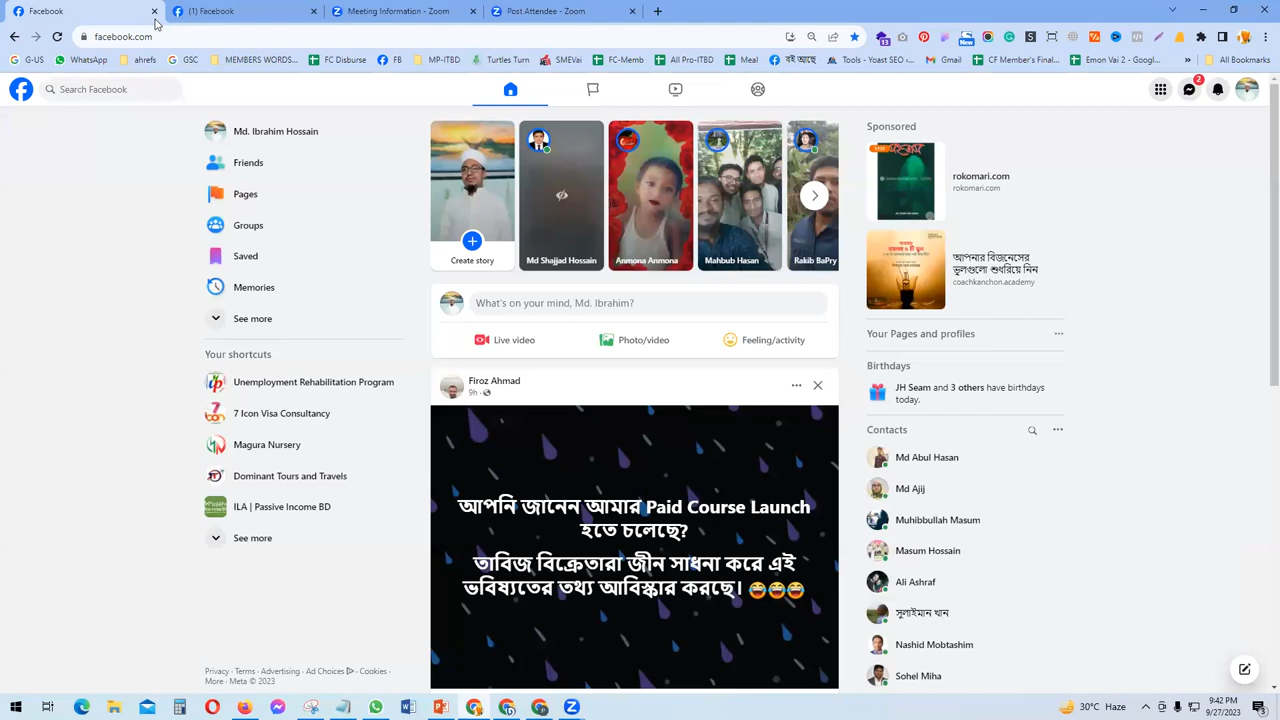 Facebook
(1) Facebook
Meeting Information - Zoom
Post Attendee - Zoom
facebook.com
New
G-US
WhatsApp
ahrefs
GSC
MEMBERS WORDS...
FC Disburse
FB
MP-ITBD
Turtles Turn
SMEVai
FC-Memb
All Pro-ITBD
Meal
বই আছে
Tools - Yoast SEO -...
Gmail
CF Member's Final...
Emon Vai 2 - Googl...
All Bookmarks
Search Facebook
2
Md. Ibrahim Hossain
Friends
Pages
Groups
Saved
Memories
See more
Your shortcuts
Unemployment Rehabilitation Program
7 Icon Visa Consultancy
Magura Nursery
Dominant Tours and Travels
ILA | Passive Income BD
See more
Privacy · Terms · Advertising · Ad Choices · Cookies ·
More · Meta © 2023
Create story
Md Shajjad Hossain
Anmona Anmona
Mahbub Hasan
Rakib BaPry
What's on your mind, Md. Ibrahim?
Live video
Photo/video
Feeling/activity
Firoz Ahmad
9h ·
আপনি জানেন আমার Paid Course Launch
হতে চলেছে?
তাবিজ বিক্রেতারা জীন সাধনা করে এই
ভবিষ্যতের তথ্য আবিস্কার করছে। 😂😂😂
Sponsored
rokomari.com
rokomari.com
আপনার বিজনেসের
ভুলগুলো শুধরিয়ে নিন
coachkanchon.academy
Your Pages and profiles
Birthdays
JH Seam and 3 others have birthdays
today.
Contacts
Md Abul Hasan
Md Ajij
Muhibbullah Masum
Masum Hossain
Ali Ashraf
সুলাইমান খান
Nashid Mobtashim
Sohel Miha
30°C Haze
9:42 PM
9/27/2023